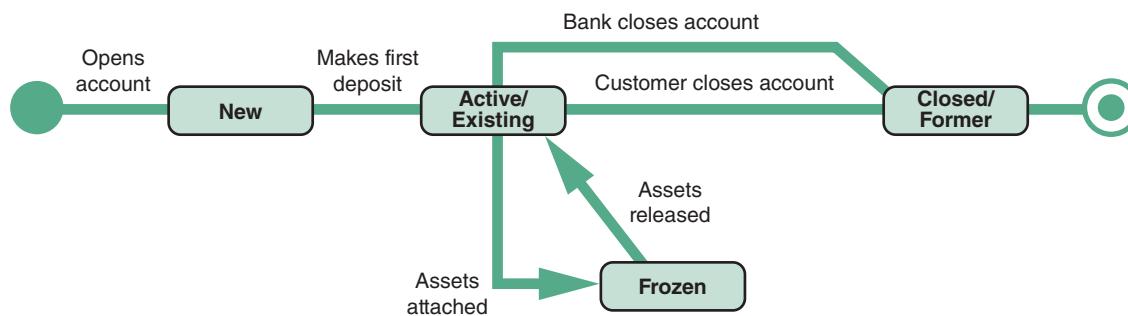 Bank closes account
Opens
account
Makes first
deposit
Customer closes account
New
Active/
Existing
Closed/
Former
Assets
released
Assets
attached
Frozen